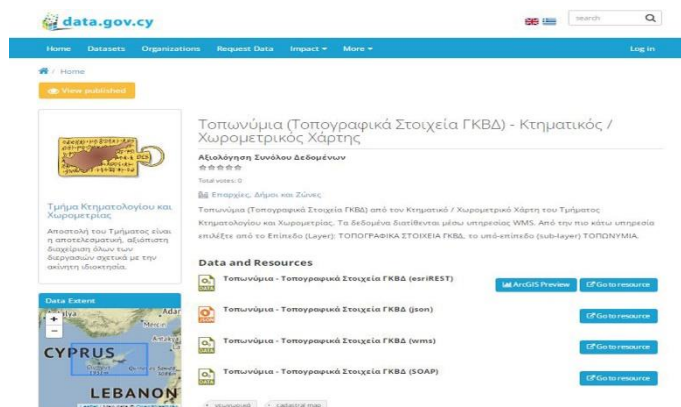 data.gov.cy
search
Home Datasets Organizations Request Data Impact More Log in
/ Home
View published
Τοπωνύμια (Τοπογραφικά Στοιχεία ΓΚΒΔ) - Κτηματικός /
Χωρομετρικός Χάρτης
Αξιολόγηση Συνόλου Δεδομένων
Total votes: 0
Επαρχίες, Δήμοι και Ζώνες
Τοπωνύμια (Τοπογραφικά Στοιχεία ΓΚΒΔ) από τον Κτηματικό / Χωρομετρικό Χάρτη του Τμήματος
Κτηματολογίου και Χωρομετρίας. Τα δεδομένα διατίθενται μέσω υπηρεσίας WMS. Από την πιο κάτω υπηρεσία
επιλέξτε από το Επίπεδο (Layer): ΤΟΠΟΓΡΑΦΙΚΑ ΣΤΟΙΧΕΙΑ ΓΚΒΔ, το υπό-επίπεδο (sub-layer) ΤΟΠΩΝΥΜΙΑ.
Τμήμα Κτηματολογίου και
Χωρομετρίας
Αποστολή του Τμήματος είναι
η αποτελεσματική, αξιόπιστη
διαχείριση όλων των
διεργασιών σχετικά με την
ακίνητη ιδιοκτησία.
Data and Resources
Τοπωνύμια - Τοπογραφικά Στοιχεία ΓΚΒΔ (esriREST)
ArcGIS Preview Go to resource
Τοπωνύμια - Τοπογραφικά Στοιχεία ΓΚΒΔ (json)
Go to resource
Τοπωνύμια - Τοπογραφικά Στοιχεία ΓΚΒΔ (wms)
Go to resource
Τοπωνύμια - Τοπογραφικά Στοιχεία ΓΚΒΔ (SOAP)
Go to resource
γεωχωρικά cadastral map
Data Extent
+
−
Mersin
Antakya
CYPRUS
LEBANON